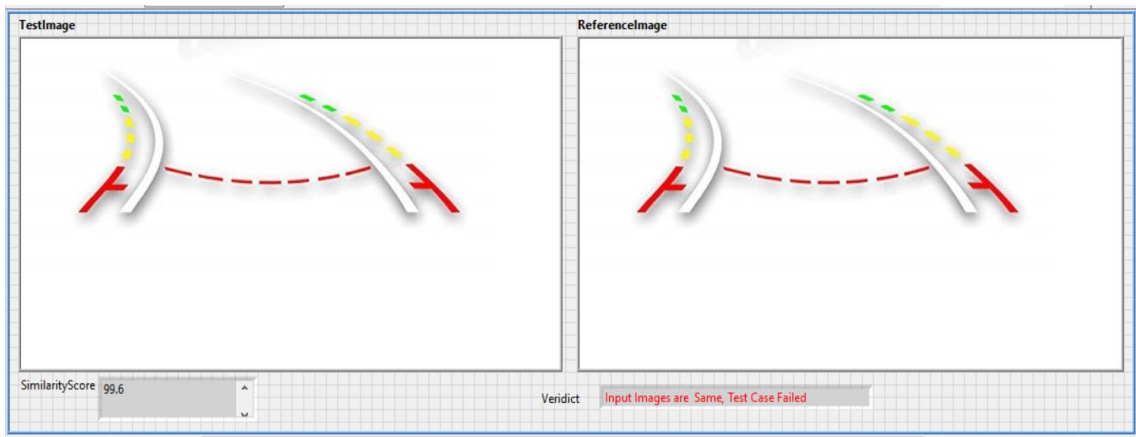 TestImage
ReferenceImage
SimilarityScore
99.6
Veridict
Input Images are Same, Test Case Failed